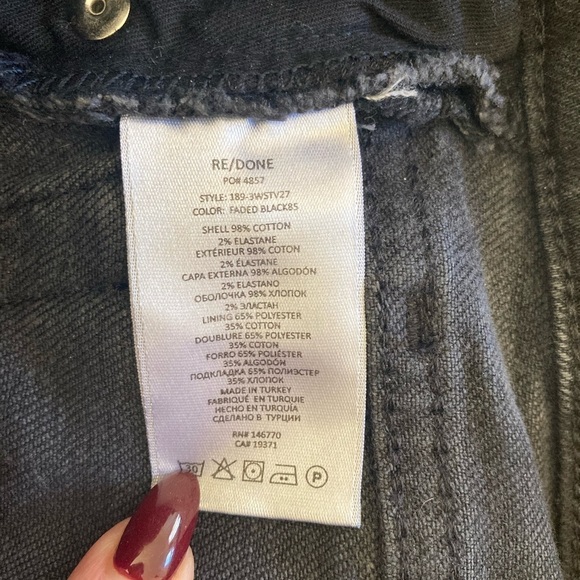 RE/DONE
PO# 4857
STYLE: 189-3WSTV27
COLOR: FADED BLACK85
SHELL 98% COTTON
2% ELASTANE
EXTÉRIEUR 98% COTON
2% ÉLASTANE
CAPA EXTERNA 98% ALGODÓN
2% ELASTANO
ОБОЛОЧКА 98% ХЛОПОК
2% ЭЛАСТАН
LINING 65% POLYESTER
35% COTTON
DOUBLURE 65% POLYESTER
35% COTON
FORRO 65% POLIÉSTER
35% ALGODÓN
ПОДКЛАДКА 65% ПОЛИЭСТЕР
35% ХЛОПОК
MADE IN TURKEY
FABRIQUÉ EN TURQUIE
HECHO EN TURQUÍA
СДЕЛАНО В ТУРЦИИ
RN# 146770
CA# 19371
30 P